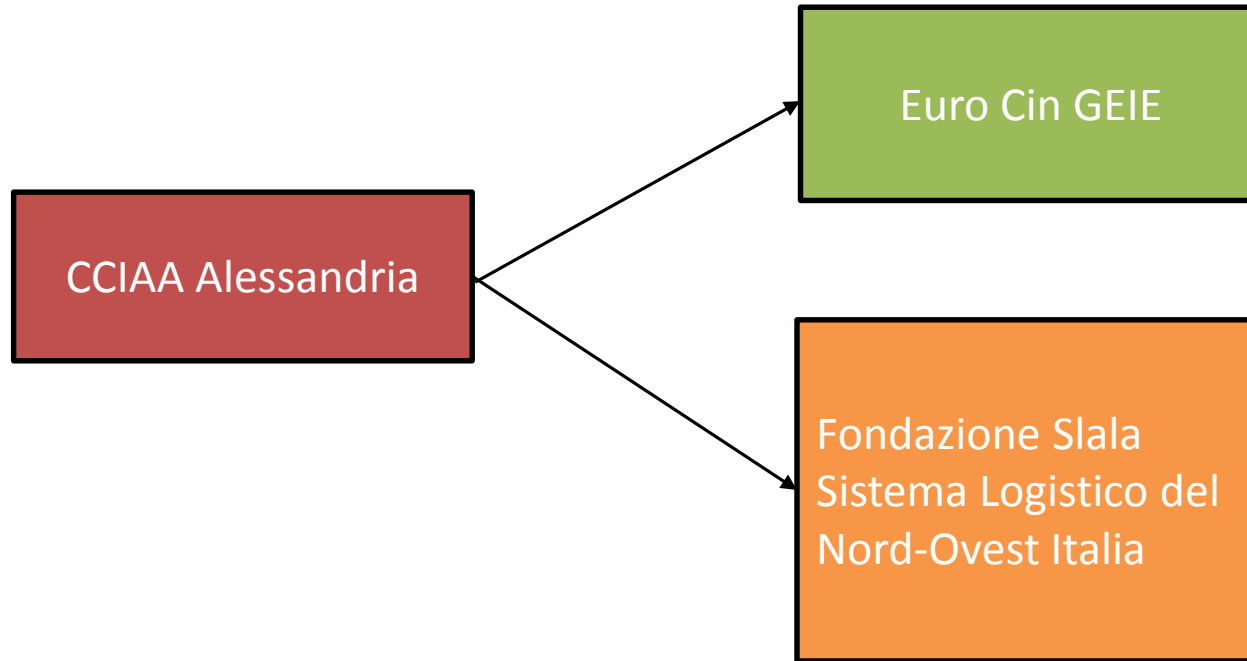 Euro Cin GEIE
CCIAA Alessandria
Fondazione Slala
Sistema Logistico del
Nord-Ovest Italia